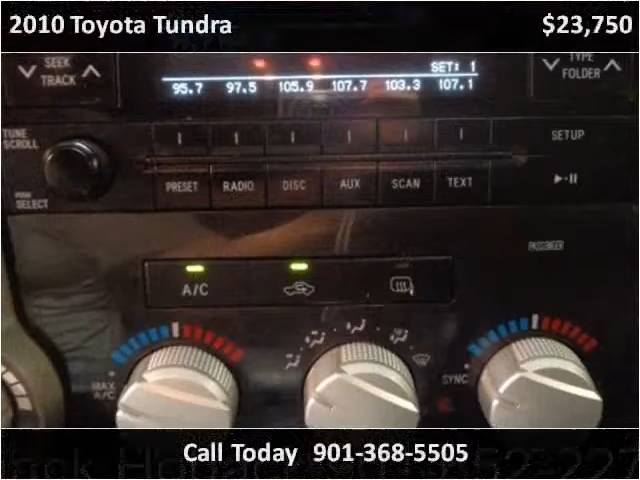 2010 Toyota Tundra $23,750
SEEK
TRACK
SET: 1
TYPE
FOLDER
95.7 97.5 105.9 107.7 103.3 107.1
TUNE
SCROLL
SETUP
PRESET RADIO DISC AUX SCAN TEXT
PUSH
SELECT
PASSENGER
A/C
MAX
A/C
SYNC
Call Today 901-368-5505